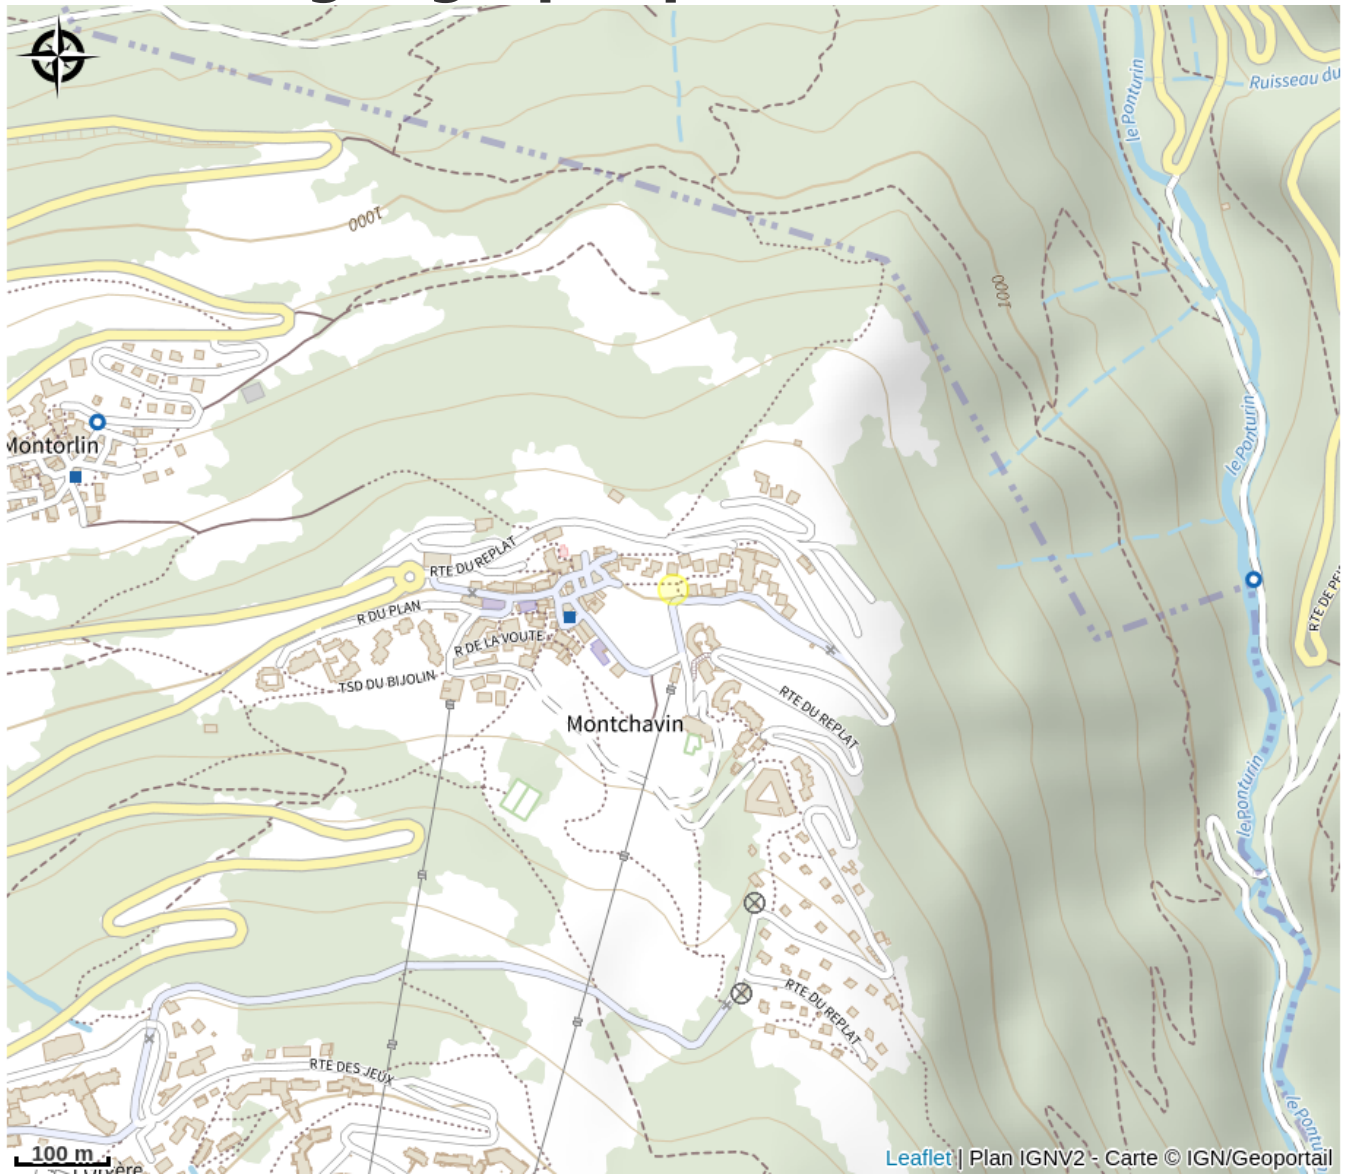 le Ponturin
Ruisseau du
1000
1000
Montorlin
le Ponturin
RTE DU REPLAT
R DU PLAN
R DE LA VOUTE
TSD DU BIJOLIN
RTE DU REPLAT
Montchavin
le Ponturin
RTE DU REPLAT
RTE DES JEUX
100 m
Leaflet | Plan IGNV2 - Carte © IGN/Geoportail